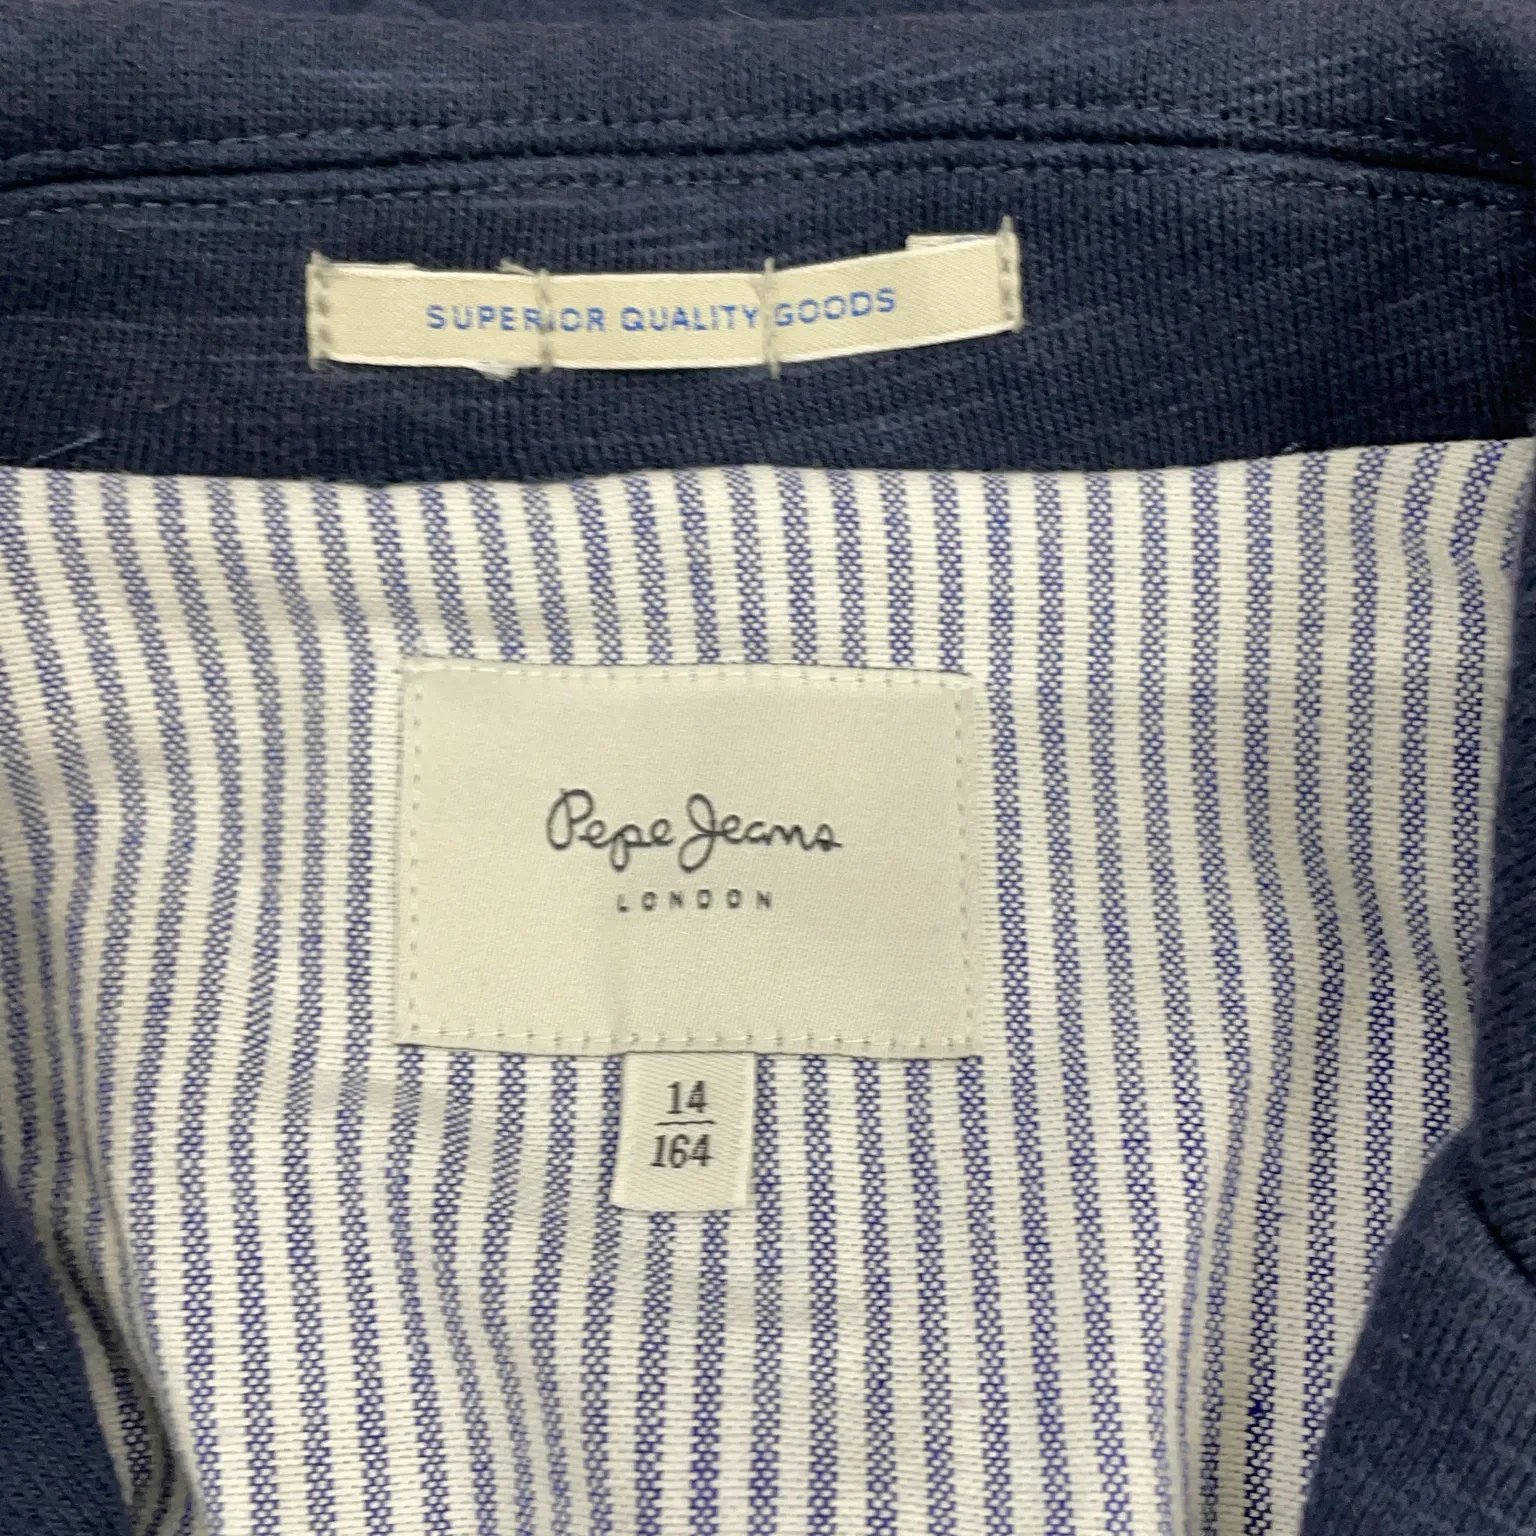 SUPERIOR QUALITY GOODS
Pepe Jeans
LONDON
14
164